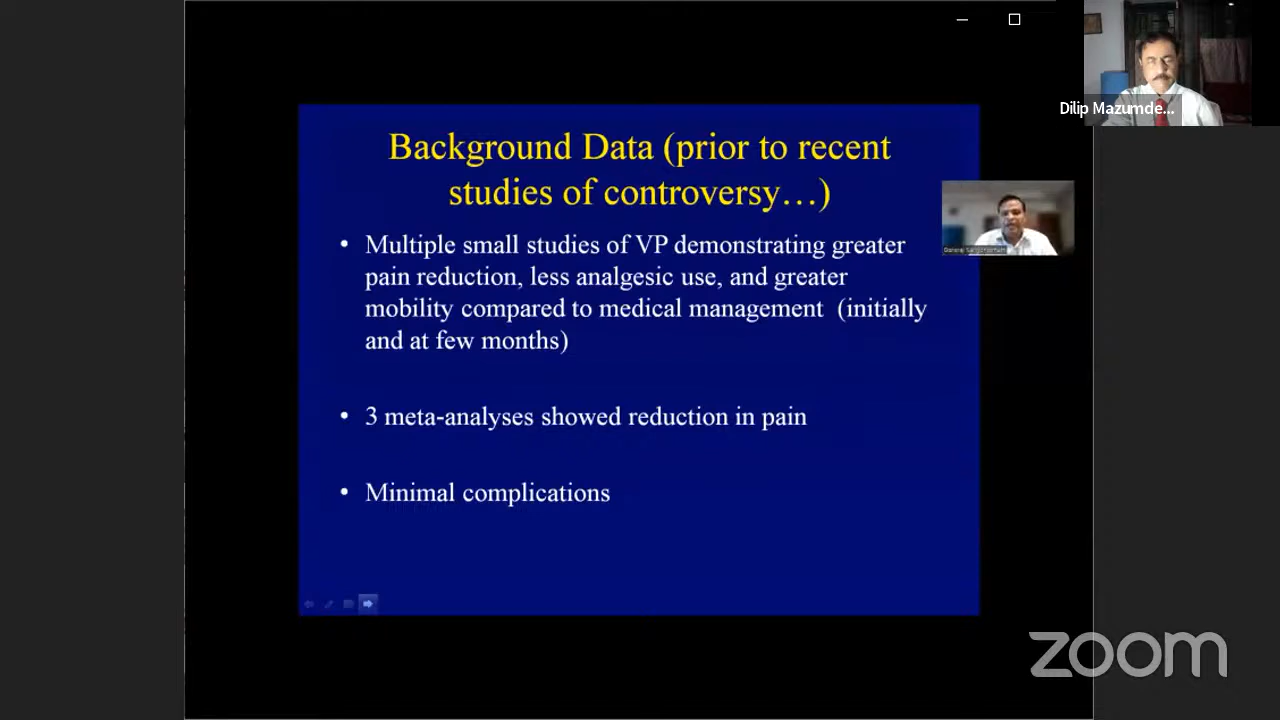 Dilip Mazumde...
Background Data (prior to recent
studies of controversy…)
• Multiple small studies of VP demonstrating greater
pain reduction, less analgesic use, and greater
mobility compared to medical management (initially
and at few months)
• 3 meta-analyses showed reduction in pain
• Minimal complications
zoom